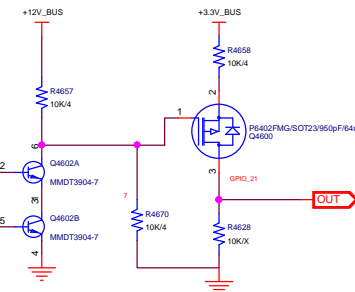 +12V_BUS
+3.3V_BUS
R4657
10K/4
R4658
10K/4
2
1
P6402FMG/SOT23/950pF/64m
Q4600
6
2
Q4602A
MMDT3904-7
3
GPIO_21
OUT
7
R4670
10K/4
R4628
10K/X
5
Q4602B
MMDT3904-7
4